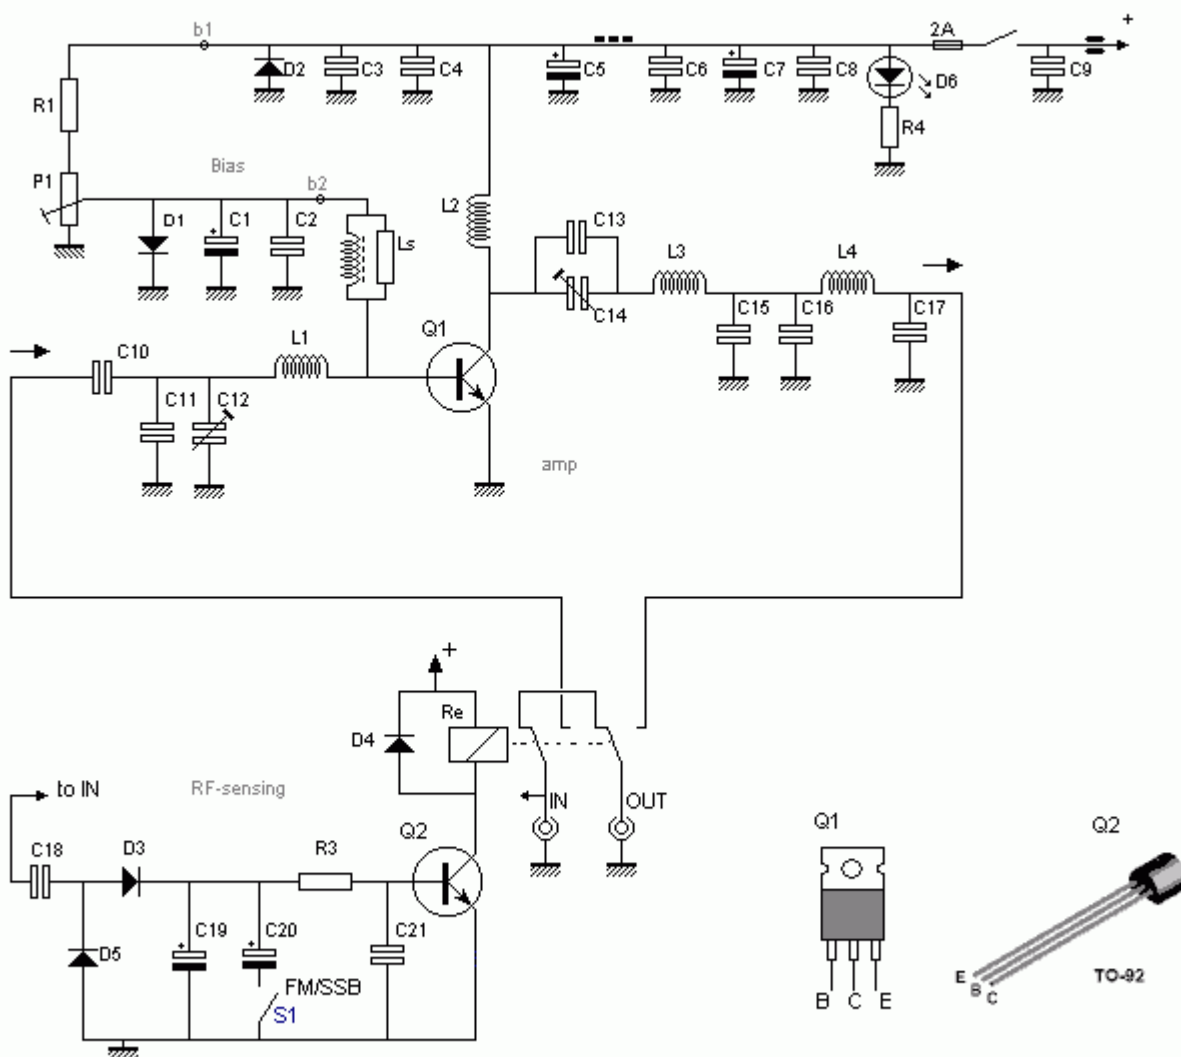 b1
2A
+
D2
C3
C4
+
C5
C6
+
C7
C8
D6
C9
R1
R4
P1
Bias
b2
L2
C13
D1
+
C1
C2
Ls
L3
L4
C14
C15
C16
C17
Q1
C10
L1
C11
C12
amp
+
Re
D4
to IN
RF-sensing
IN
OUT
Q1
Q2
C18
D3
R3
Q2
+
C19
+
C20
C21
D5
FM/SSB
S1
B C E
E
B
C
TO-92